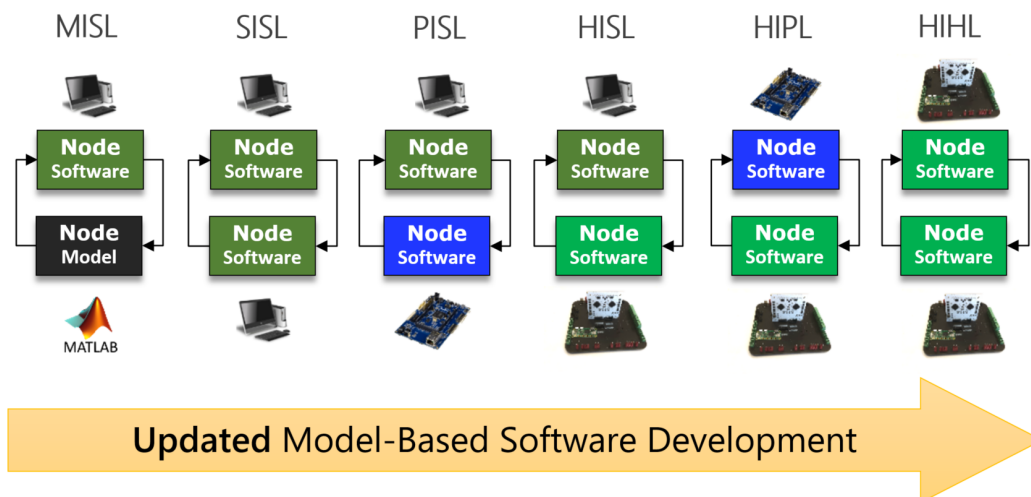 MISL SISL PISL HISL HIPL HIHL
Node Node Node Node Node Node
Software Software Software Software Software Software
Node Node Node Node Node Node
Model Software Software Software Software Software
MATLAB
Updated Model-Based Software Development